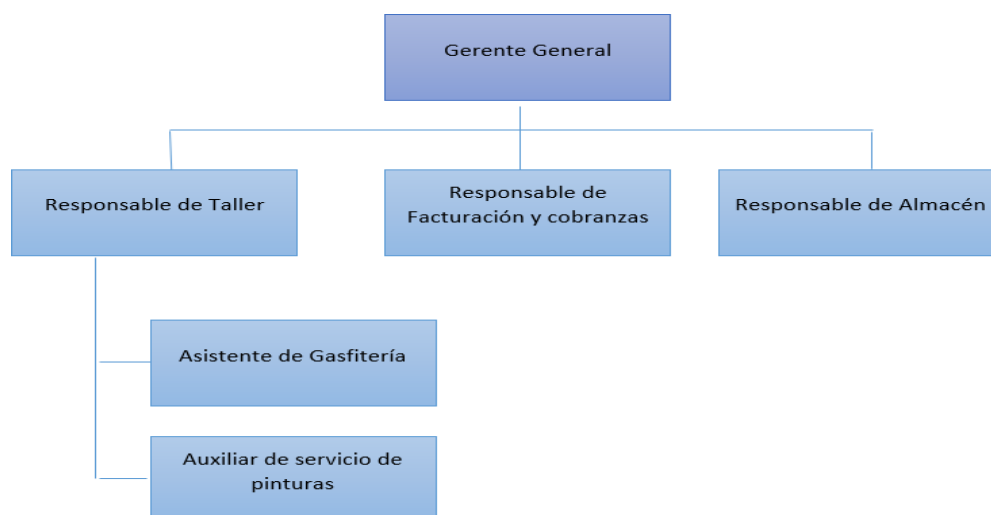 Gerente General
Responsable de Taller
Responsable de
Facturación y cobranzas
Responsable de Almacén
Asistente de Gasfitería
Auxiliar de servicio de
pinturas